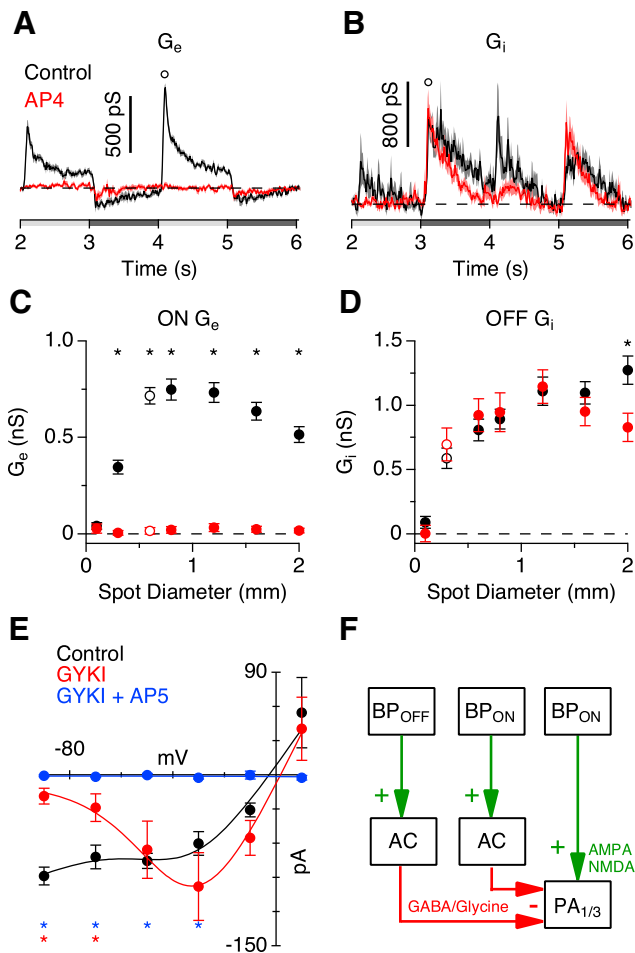 A
Gₑ
Control
AP4
500 pS
2 3 4 5 6
Time (s)
B
Gᵢ
800 pS
2 3 4 5 6
Time (s)
C
ON Gₑ
1.0
0.5
0
Gₑ (nS)
* * * * * *
0 1 2
Spot Diameter (mm)
D
OFF Gᵢ
1.5
1.0
0.5
0
Gᵢ (nS)
*
0 1 2
Spot Diameter (mm)
E
Control
GYKI
GYKI + AP5
90
-80
mV
pA
* * * *
* *
-150
F
BP_OFF BP_ON BP_ON
+ +
AC AC
+ AMPA
NMDA
GABA/Glycine - PA₁/₃